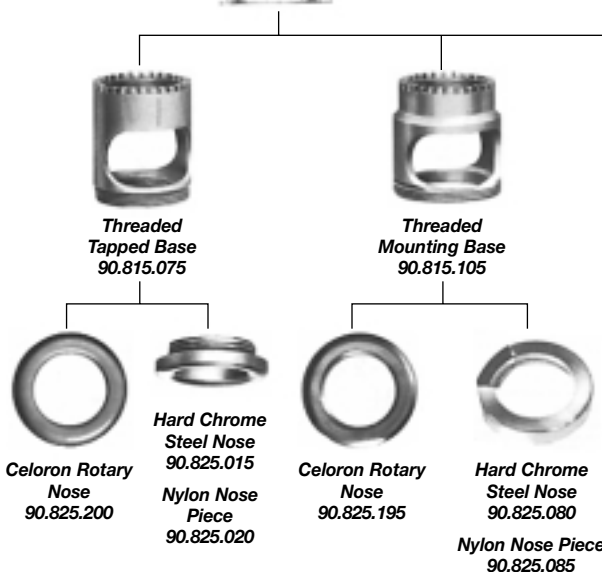 Threaded
Tapped Base
90.815.075
Threaded
Mounting Base
90.815.105
Celoron Rotary
Nose
90.825.200
Hard Chrome
Steel Nose
90.825.015
Nylon Nose
Piece
90.825.020
Celoron Rotary
Nose
90.825.195
Hard Chrome
Steel Nose
90.825.080
Nylon Nose Piece
90.825.085